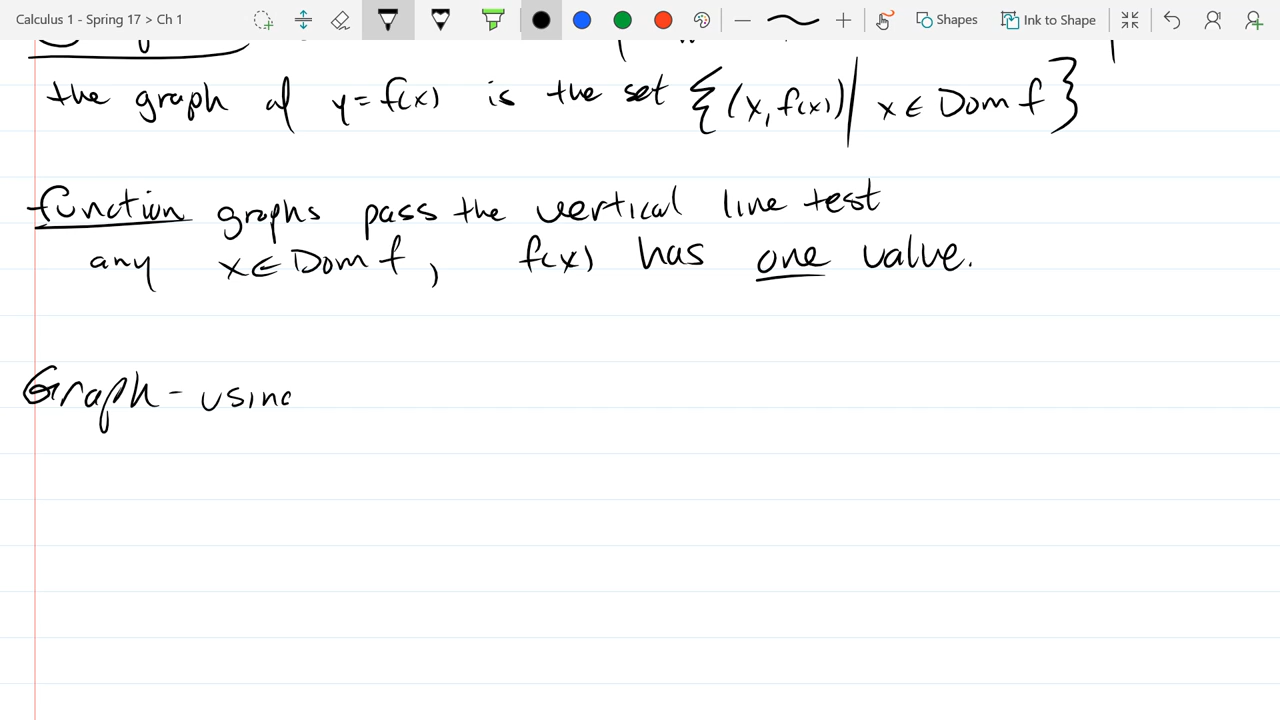 Calculus 1 - Spring 17 > Ch 1 Shapes Ink to Shape
the graph of y=f(x) is the set {(x, f(x)) | x ∈ Dom f}
function graphs pass the vertical line test
any x ∈ Dom f, f(x) has one value.
Graph - usinc